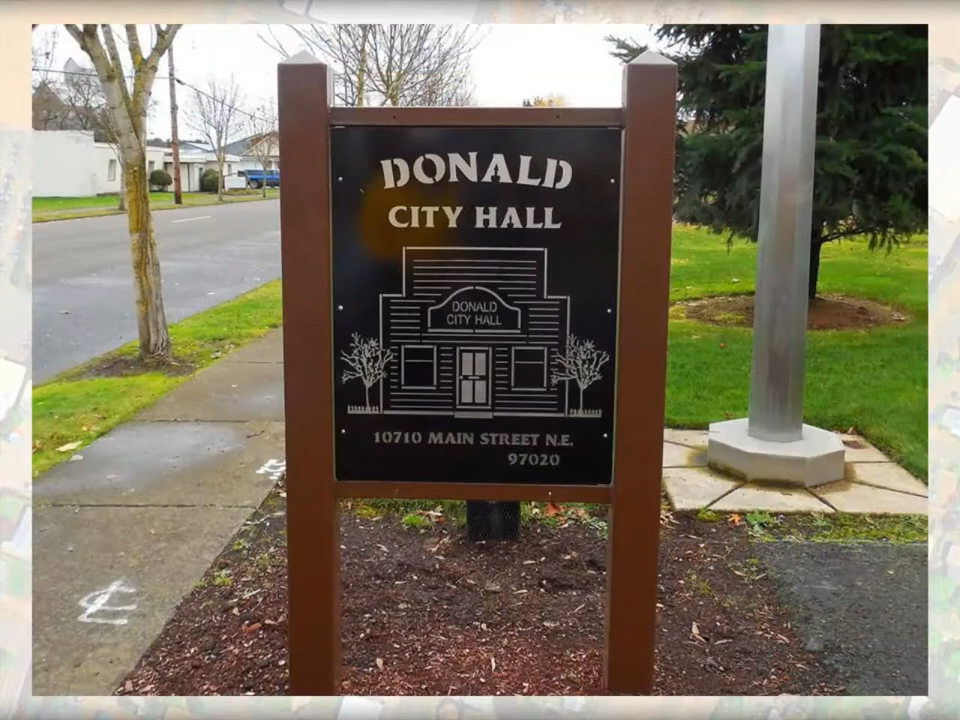 DONALD
CITY HALL
DONALD
CITY HALL
10710 MAIN STREET N.E.
97020